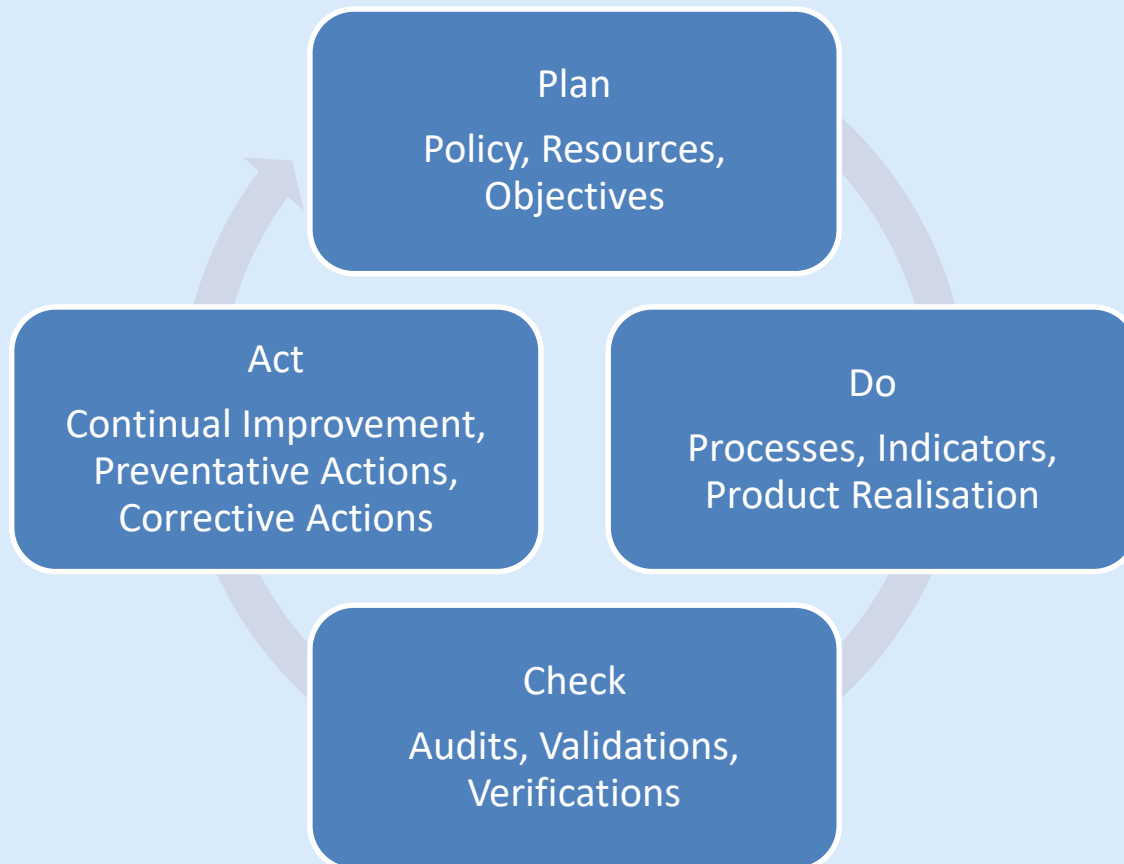 Plan
Policy, Resources,
Objectives
Act
Continual Improvement,
Preventative Actions,
Corrective Actions
Do
Processes, Indicators,
Product Realisation
Check
Audits, Validations,
Verifications